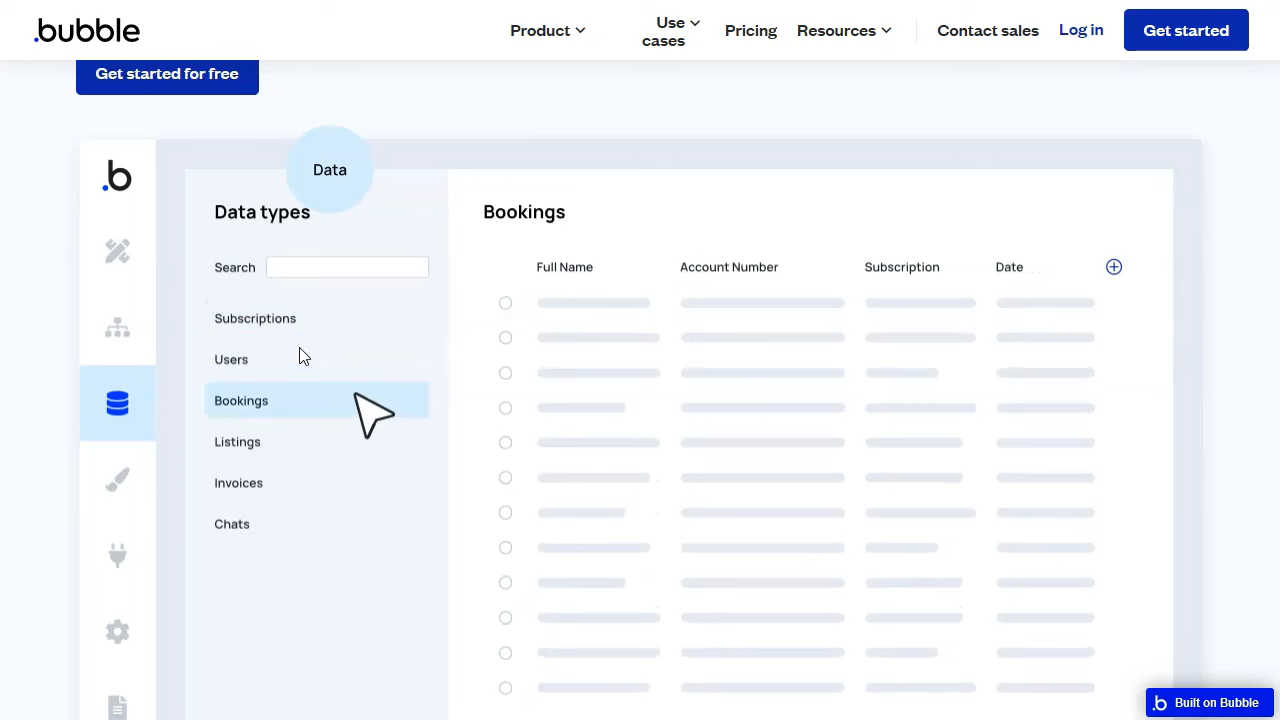 .bubble
Product
Use
cases
Pricing
Resources
Contact sales
Log in
Get started
Get started for free
.b
Data
Data types
Bookings
Search
Full Name
Account Number
Subscription
Date
Subscriptions
Users
Bookings
Listings
Invoices
Chats
.b Built on Bubble